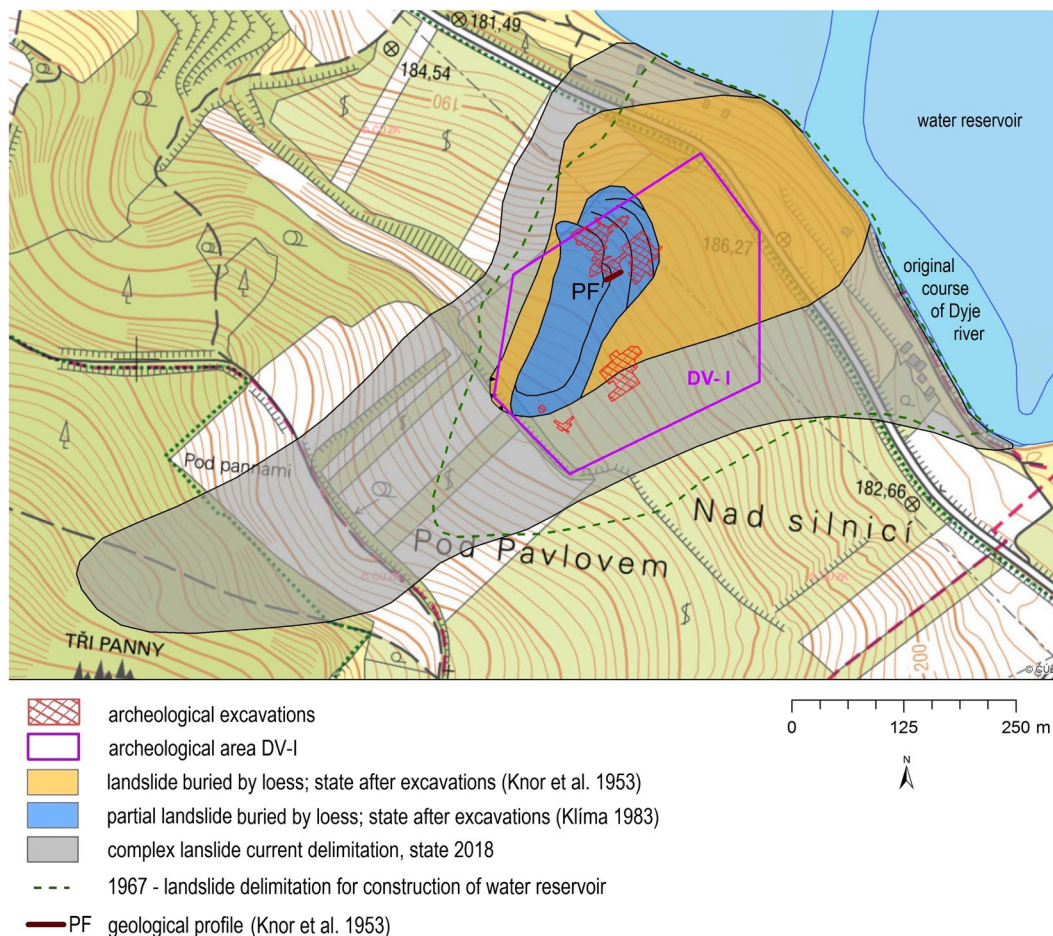 181,49
184,54
190
© ČÚZK
water reservoir
186,27
PF
original
course
of Dyje
river
DV- I
Pod pannami
182,66
Nad silnicí
Pod Pavlovem
© ČÚZK
© ČÚZK
TŘI PANNY
200
© ČÚZ
archeological excavations
archeological area DV-I
landslide buried by loess; state after excavations (Knor et al. 1953)
partial landslide buried by loess; state after excavations (Klíma 1983)
complex lanslide current delimitation, state 2018
1967 - landslide delimitation for construction of water reservoir
PF geological profile (Knor et al. 1953)
0 125 250 m
N